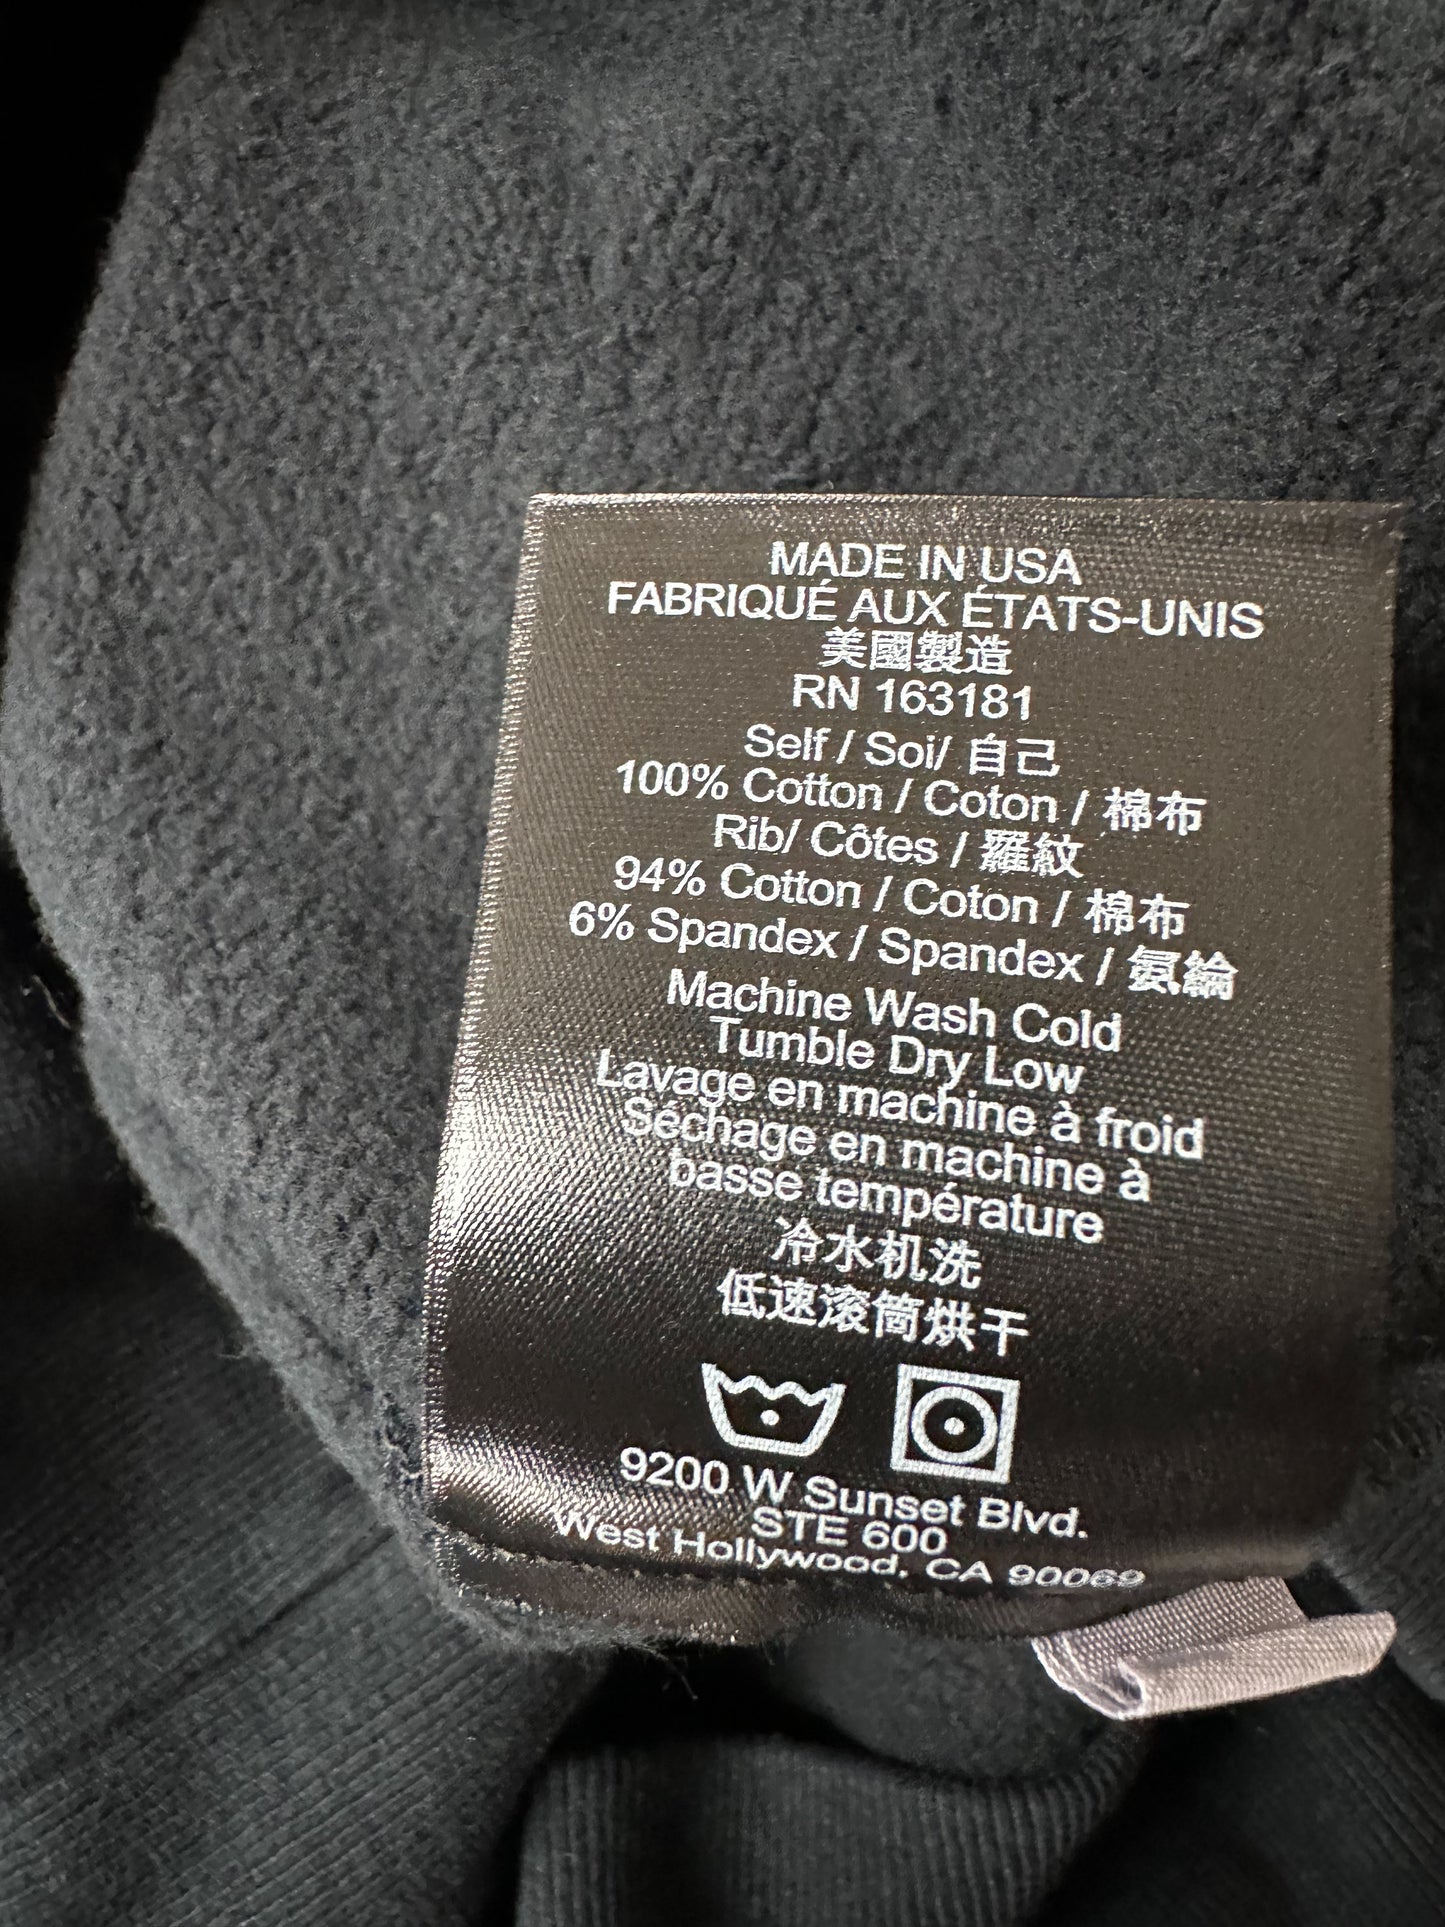 MADE IN USA
FABRIQUÉ AUX ÉTATS-UNIS
美國製造
RN 163181
Self / Soi/ 自己
100% Cotton / Coton / 棉布
Rib/ Côtes / 羅紋
94% Cotton / Coton / 棉布
6% Spandex / Spandex / 氨綸
Machine Wash Cold
Tumble Dry Low
Lavage en machine à froid
Séchage en machine à
basse température
冷水机洗
低速滚筒烘干
9200 W Sunset Blvd.
STE 600
West Hollywood, CA 90069